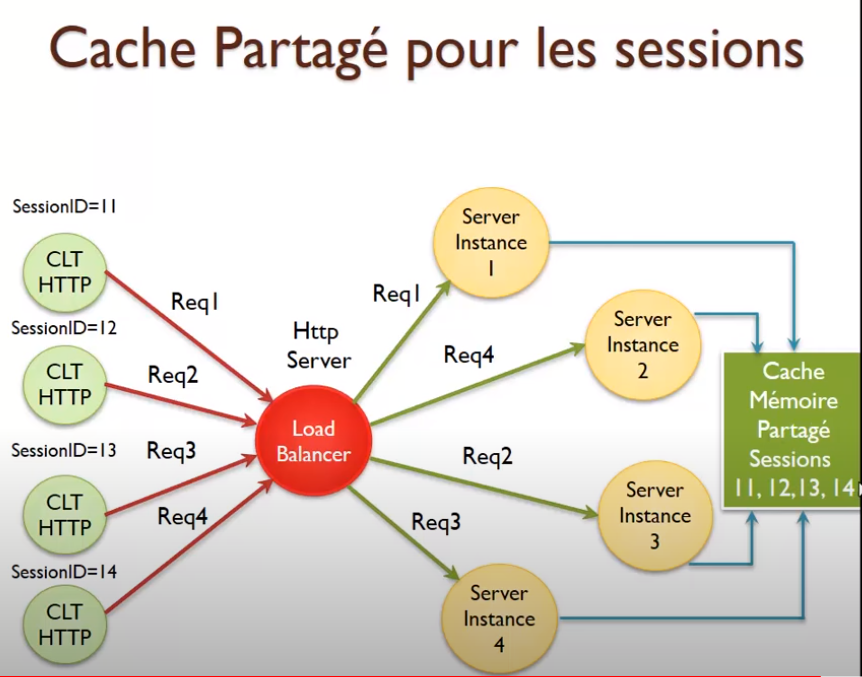 Cache Partagé pour les sessions
SessionID=11
CLT
HTTP
Req1
SessionID=12
CLT
HTTP
Req2
SessionID=13
Req3
CLT
HTTP
Req4
SessionID=14
CLT
HTTP
Http
Server
Load
Balancer
Req1
Req4
Req2
Req3
Server
Instance
1
Server
Instance
2
Server
Instance
3
Server
Instance
4
Cache
Mémoire
Partagé
Sessions
11, 12,13, 14